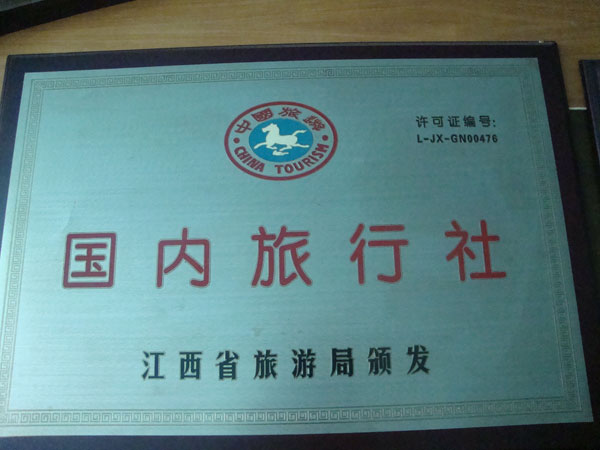 中國旅游
CHINA TOURISM
许可证编号:
L-JX-GN00476
国内旅行社
江西省旅游局颁发